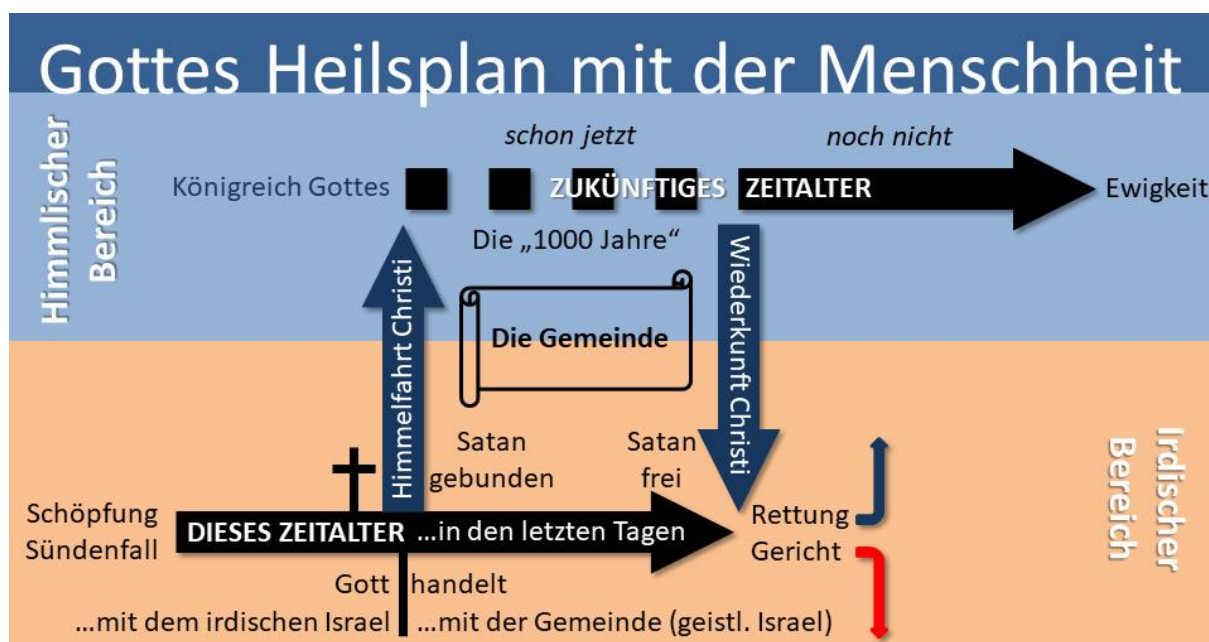 Gottes Heilsplan mit der Menschheit
Himmlischer
Bereich
schon jetzt
noch nicht
Königreich Gottes
ZUKÜNFTIGES ZEITALTER
Ewigkeit
Die „1000 Jahre“
Himmelfahrt Christi
Die Gemeinde
Wiederkunft Christi
Irdischer
Bereich
Satan
gebunden
Satan
frei
Schöpfung
Sündenfall
DIESES ZEITALTER ...in den letzten Tagen
Rettung
Gericht
Gott handelt
...mit dem irdischen Israel
...mit der Gemeinde (geistl. Israel)